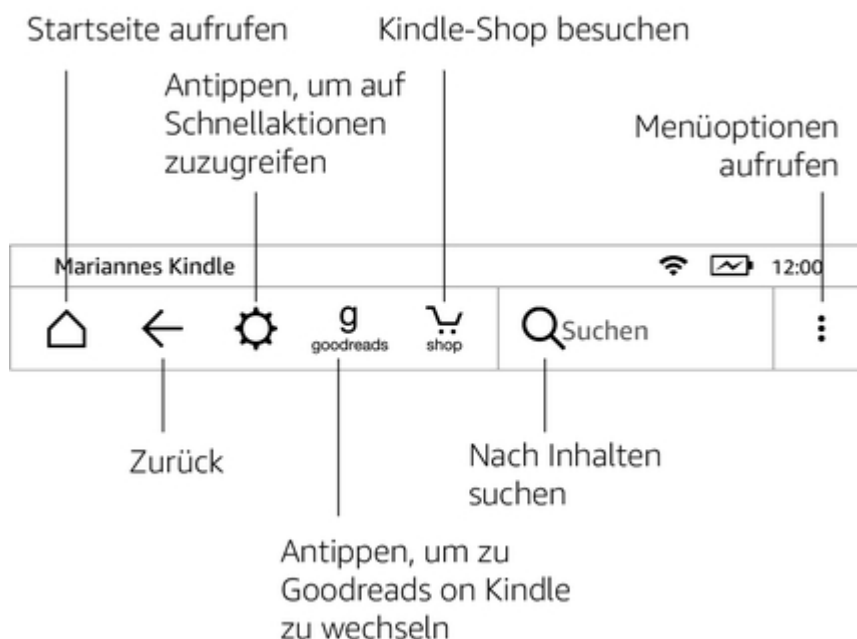 Startseite aufrufen
Kindle-Shop besuchen
Antippen, um auf
Schnellaktionen
zuzugreifen
Menüoptionen
aufrufen
Mariannes Kindle
12:00
g
goodreads
shop
Suchen
Zurück
Nach Inhalten
suchen
Antippen, um zu
Goodreads on Kindle
zu wechseln